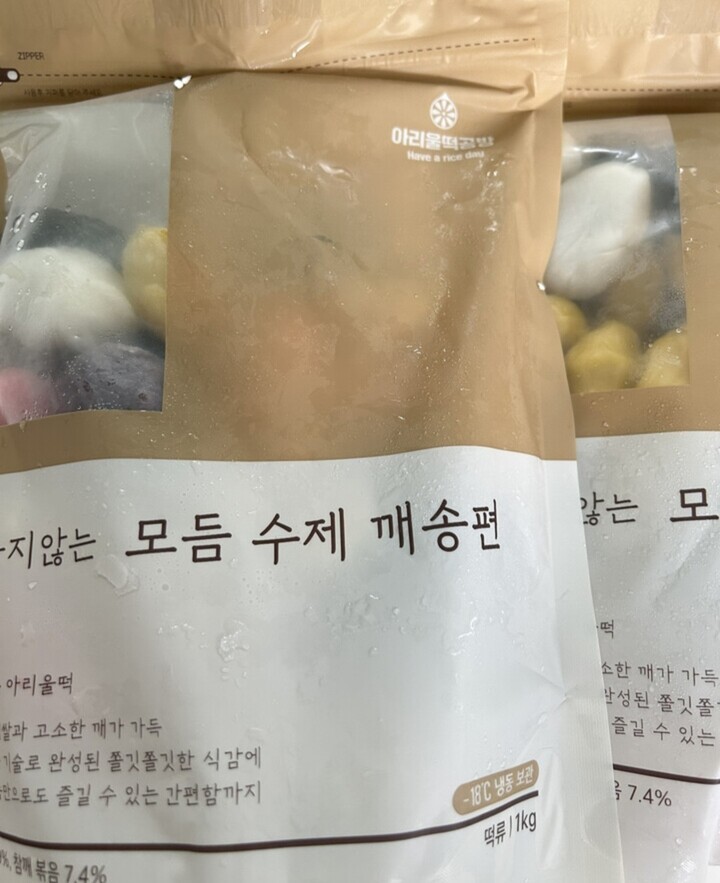 ZIPPER
아리울떡공방
Have a rice day
지않는 모듬 수제 깨송편
않는 모
아리울떡
쌀과 고소한 깨가 가득
기술로 완성된 쫄깃쫄깃한 식감에
만으로도 즐길 수 있는 간편함까지
-18℃ 냉동 보관
떡류 | 1kg
참깨 볶음 7.4%
떡
소한 깨가 가득
완성된 쫄깃쫄
즐길 수 있는
음 7.4%